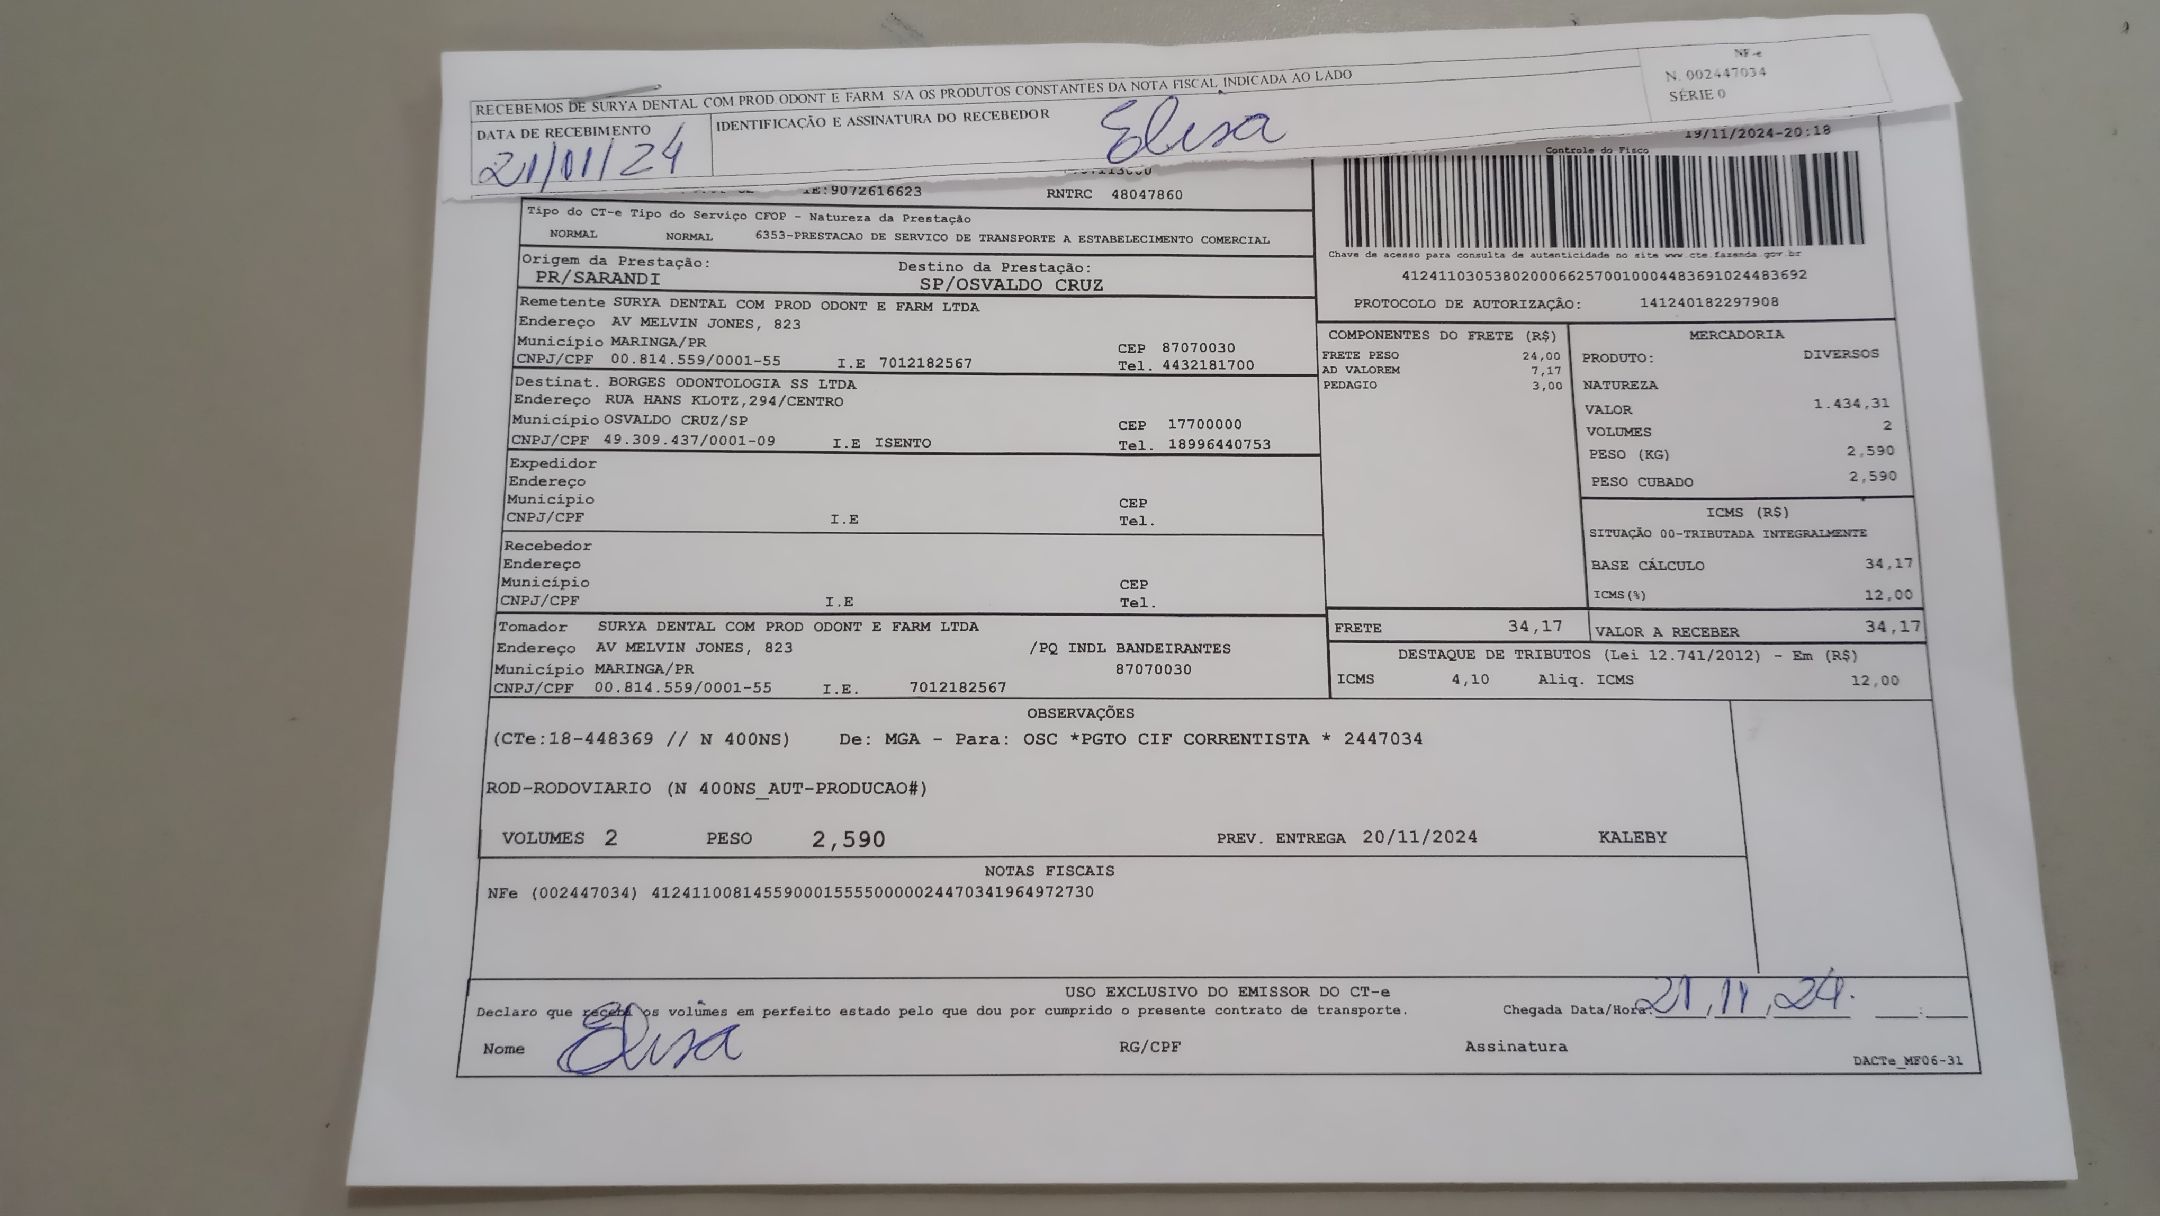 RECEBEMOS DE SURYA DENTAL COM PROD ODONT E FARM S/A OS PRODUTOS CONSTANTES DA NOTA FISCAL INDICADA AO LADO
NF-e
N. 002447034
SÉRIE 0
DATA DE RECEBIMENTO
21/11/24
IDENTIFICAÇÃO E ASSINATURA DO RECEBEDOR
Elisa
19/11/2024-20:18
IE:9072616623
RNTRC 48047860
Controle do Fisco
Tipo do CT-e Tipo do Serviço CFOP - Natureza da Prestação
NORMAL NORMAL 6353-PRESTACAO DE SERVICO DE TRANSPORTE A ESTABELECIMENTO COMERCIAL
Origem da Prestação: Destino da Prestação:
PR/SARANDI SP/OSVALDO CRUZ
Chave de acesso para consulta de autenticidade no site www.cte.fazenda.gov.br
41241103053802000662570010004483691024483692
PROTOCOLO DE AUTORIZAÇÃO: 141240182297908
Remetente SURYA DENTAL COM PROD ODONT E FARM LTDA
Endereço AV MELVIN JONES, 823
Município MARINGA/PR CEP 87070030
CNPJ/CPF 00.814.559/0001-55 I.E 7012182567 Tel. 4432181700
Destinat. BORGES ODONTOLOGIA SS LTDA
Endereço RUA HANS KLOTZ,294/CENTRO
Município OSVALDO CRUZ/SP CEP 17700000
CNPJ/CPF 49.309.437/0001-09 I.E ISENTO Tel. 18996440753
Expedidor
Endereço
Município CEP
CNPJ/CPF I.E Tel.
Recebedor
Endereço
Município CEP
CNPJ/CPF I.E Tel.
Tomador SURYA DENTAL COM PROD ODONT E FARM LTDA
Endereço AV MELVIN JONES, 823 /PQ INDL BANDEIRANTES
Município MARINGA/PR 87070030
CNPJ/CPF 00.814.559/0001-55 I.E. 7012182567
COMPONENTES DO FRETE (R$)
FRETE PESO 24,00
AD VALOREM 7,17
PEDAGIO 3,00
MERCADORIA
PRODUTO: DIVERSOS
NATUREZA
VALOR 1.434,31
VOLUMES 2
PESO (KG) 2,590
PESO CUBADO 2,590
ICMS (R$)
SITUAÇÃO 00-TRIBUTADA INTEGRALMENTE
BASE CÁLCULO 34,17
ICMS(%) 12,00
FRETE 34,17 VALOR A RECEBER 34,17
DESTAQUE DE TRIBUTOS (Lei 12.741/2012) - Em (R$)
ICMS 4,10 Aliq. ICMS 12,00
OBSERVAÇÕES
(CTe:18-448369 // N 400NS) De: MGA - Para: OSC *PGTO CIF CORRENTISTA * 2447034
ROD-RODOVIARIO (N 400NS_AUT-PRODUCAO#)
VOLUMES 2 PESO 2,590 PREV. ENTREGA 20/11/2024 KALEBY
NOTAS FISCAIS
NFe (002447034) 41241100814559000155550000024470341964972730
USO EXCLUSIVO DO EMISSOR DO CT-e
Declaro que recebi os volumes em perfeito estado pelo que dou por cumprido o presente contrato de transporte. Chegada Data/Hora: 21/11/24. :
Nome Elisa RG/CPF Assinatura
DACTe_MF06-31